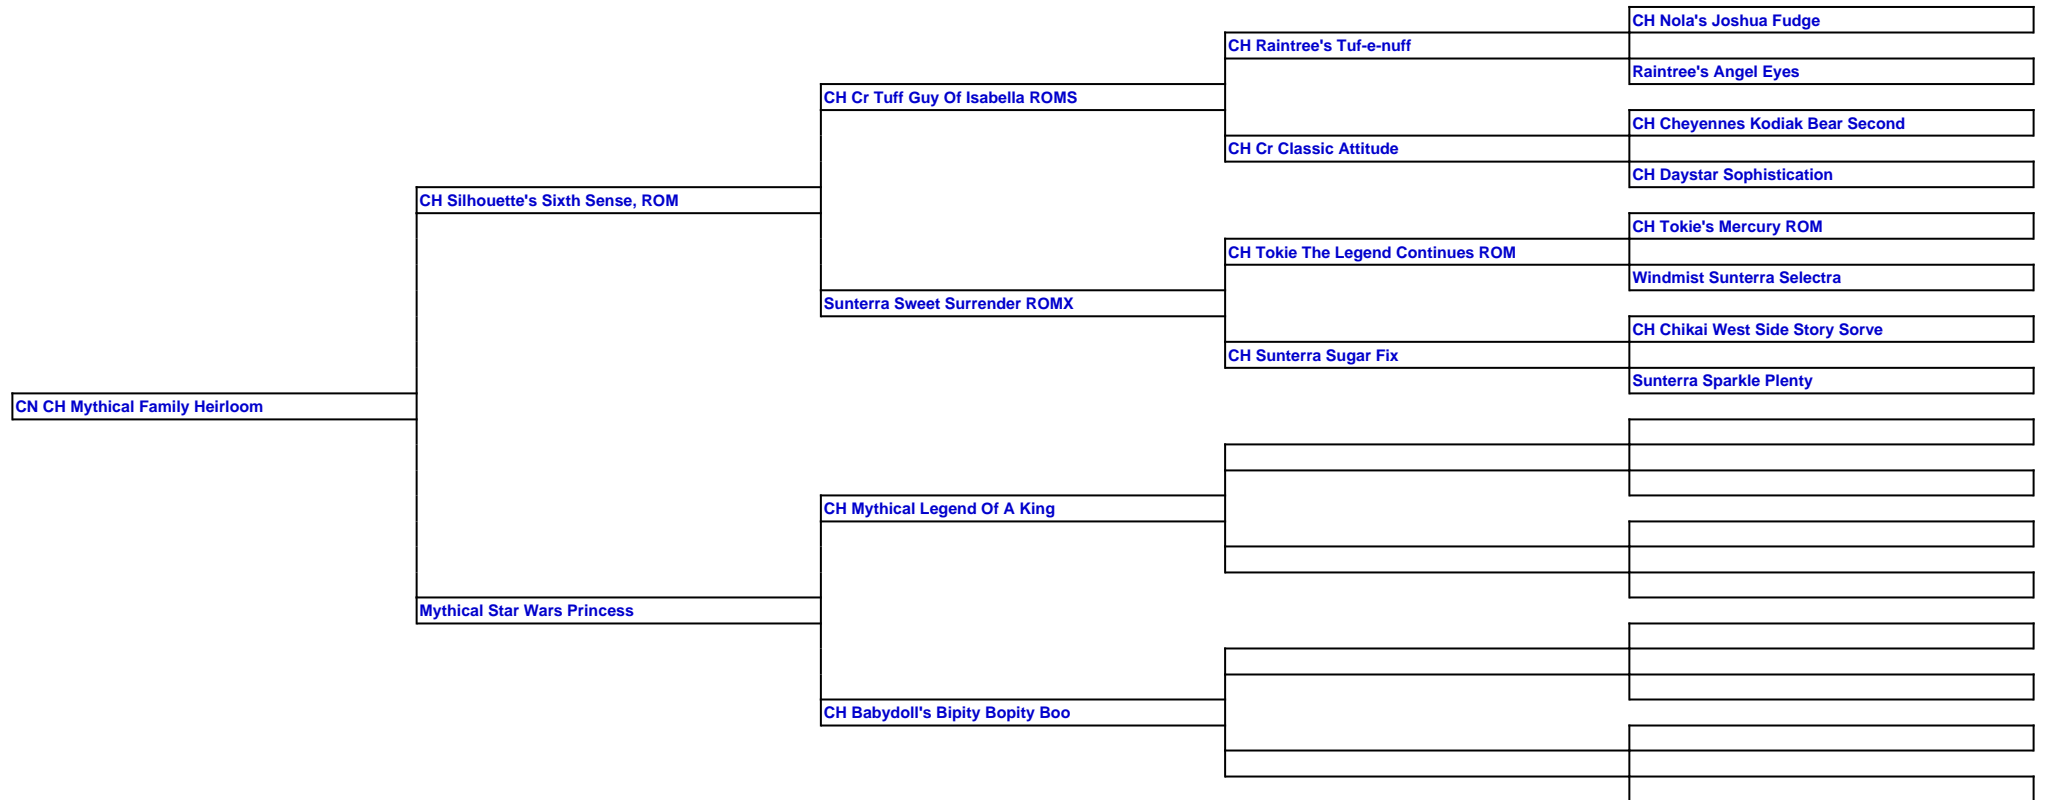 CH Nola's Joshua Fudge
CH Raintree's Tuf-e-nuff
Raintree's Angel Eyes
CH Cr Tuff Guy Of Isabella ROMS
CH Cheyennes Kodiak Bear Second
CH Cr Classic Attitude
CH Daystar Sophistication
CH Silhouette's Sixth Sense, ROM
CH Tokie's Mercury ROM
CH Tokie The Legend Continues ROM
Windmist Sunterra Selectra
Sunterra Sweet Surrender ROMX
CH Chikai West Side Story Sorve
CH Sunterra Sugar Fix
Sunterra Sparkle Plenty
CN CH Mythical Family Heirloom
CH Mythical Legend Of A King
Mythical Star Wars Princess
CH Babydoll's Bipity Bopity Boo